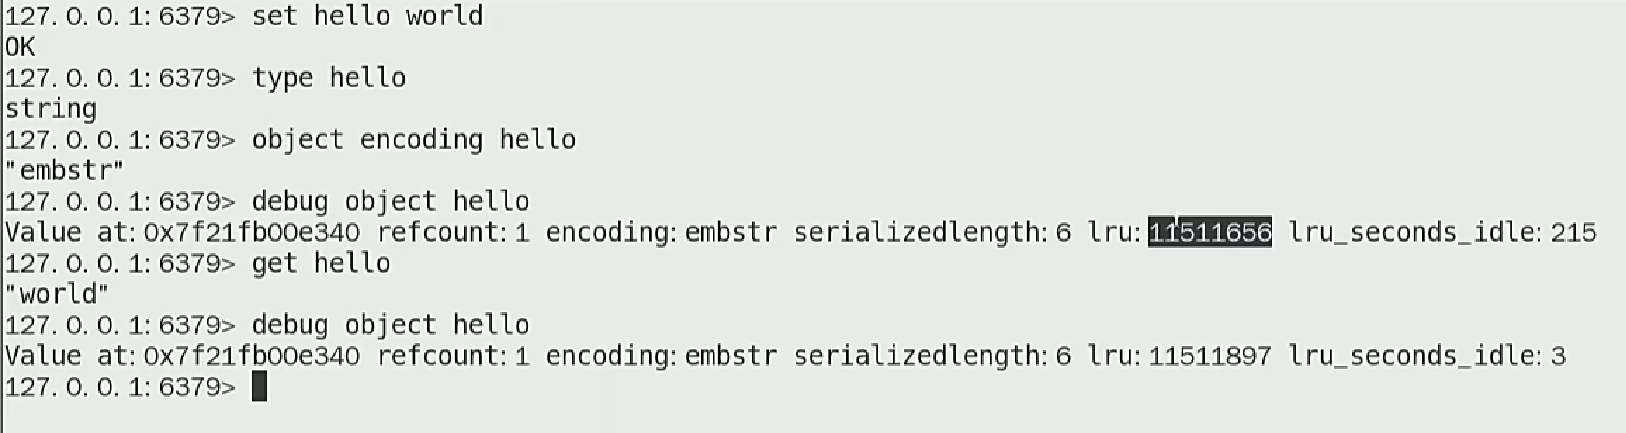 127.0.0.1:6379> set hello world
OK
127.0.0.1:6379> type hello
string
127.0.0.1:6379> object encoding hello
"embstr"
127.0.0.1:6379> debug object hello
Value at:0x7f21fb00e340 refcount:1 encoding:embstr serializedlength:6 lru:11511656 lru_seconds_idle:215
127.0.0.1:6379> get hello
"world"
127.0.0.1:6379> debug object hello
Value at:0x7f21fb00e340 refcount:1 encoding:embstr serializedlength:6 lru:11511897 lru_seconds_idle:3
127.0.0.1:6379>